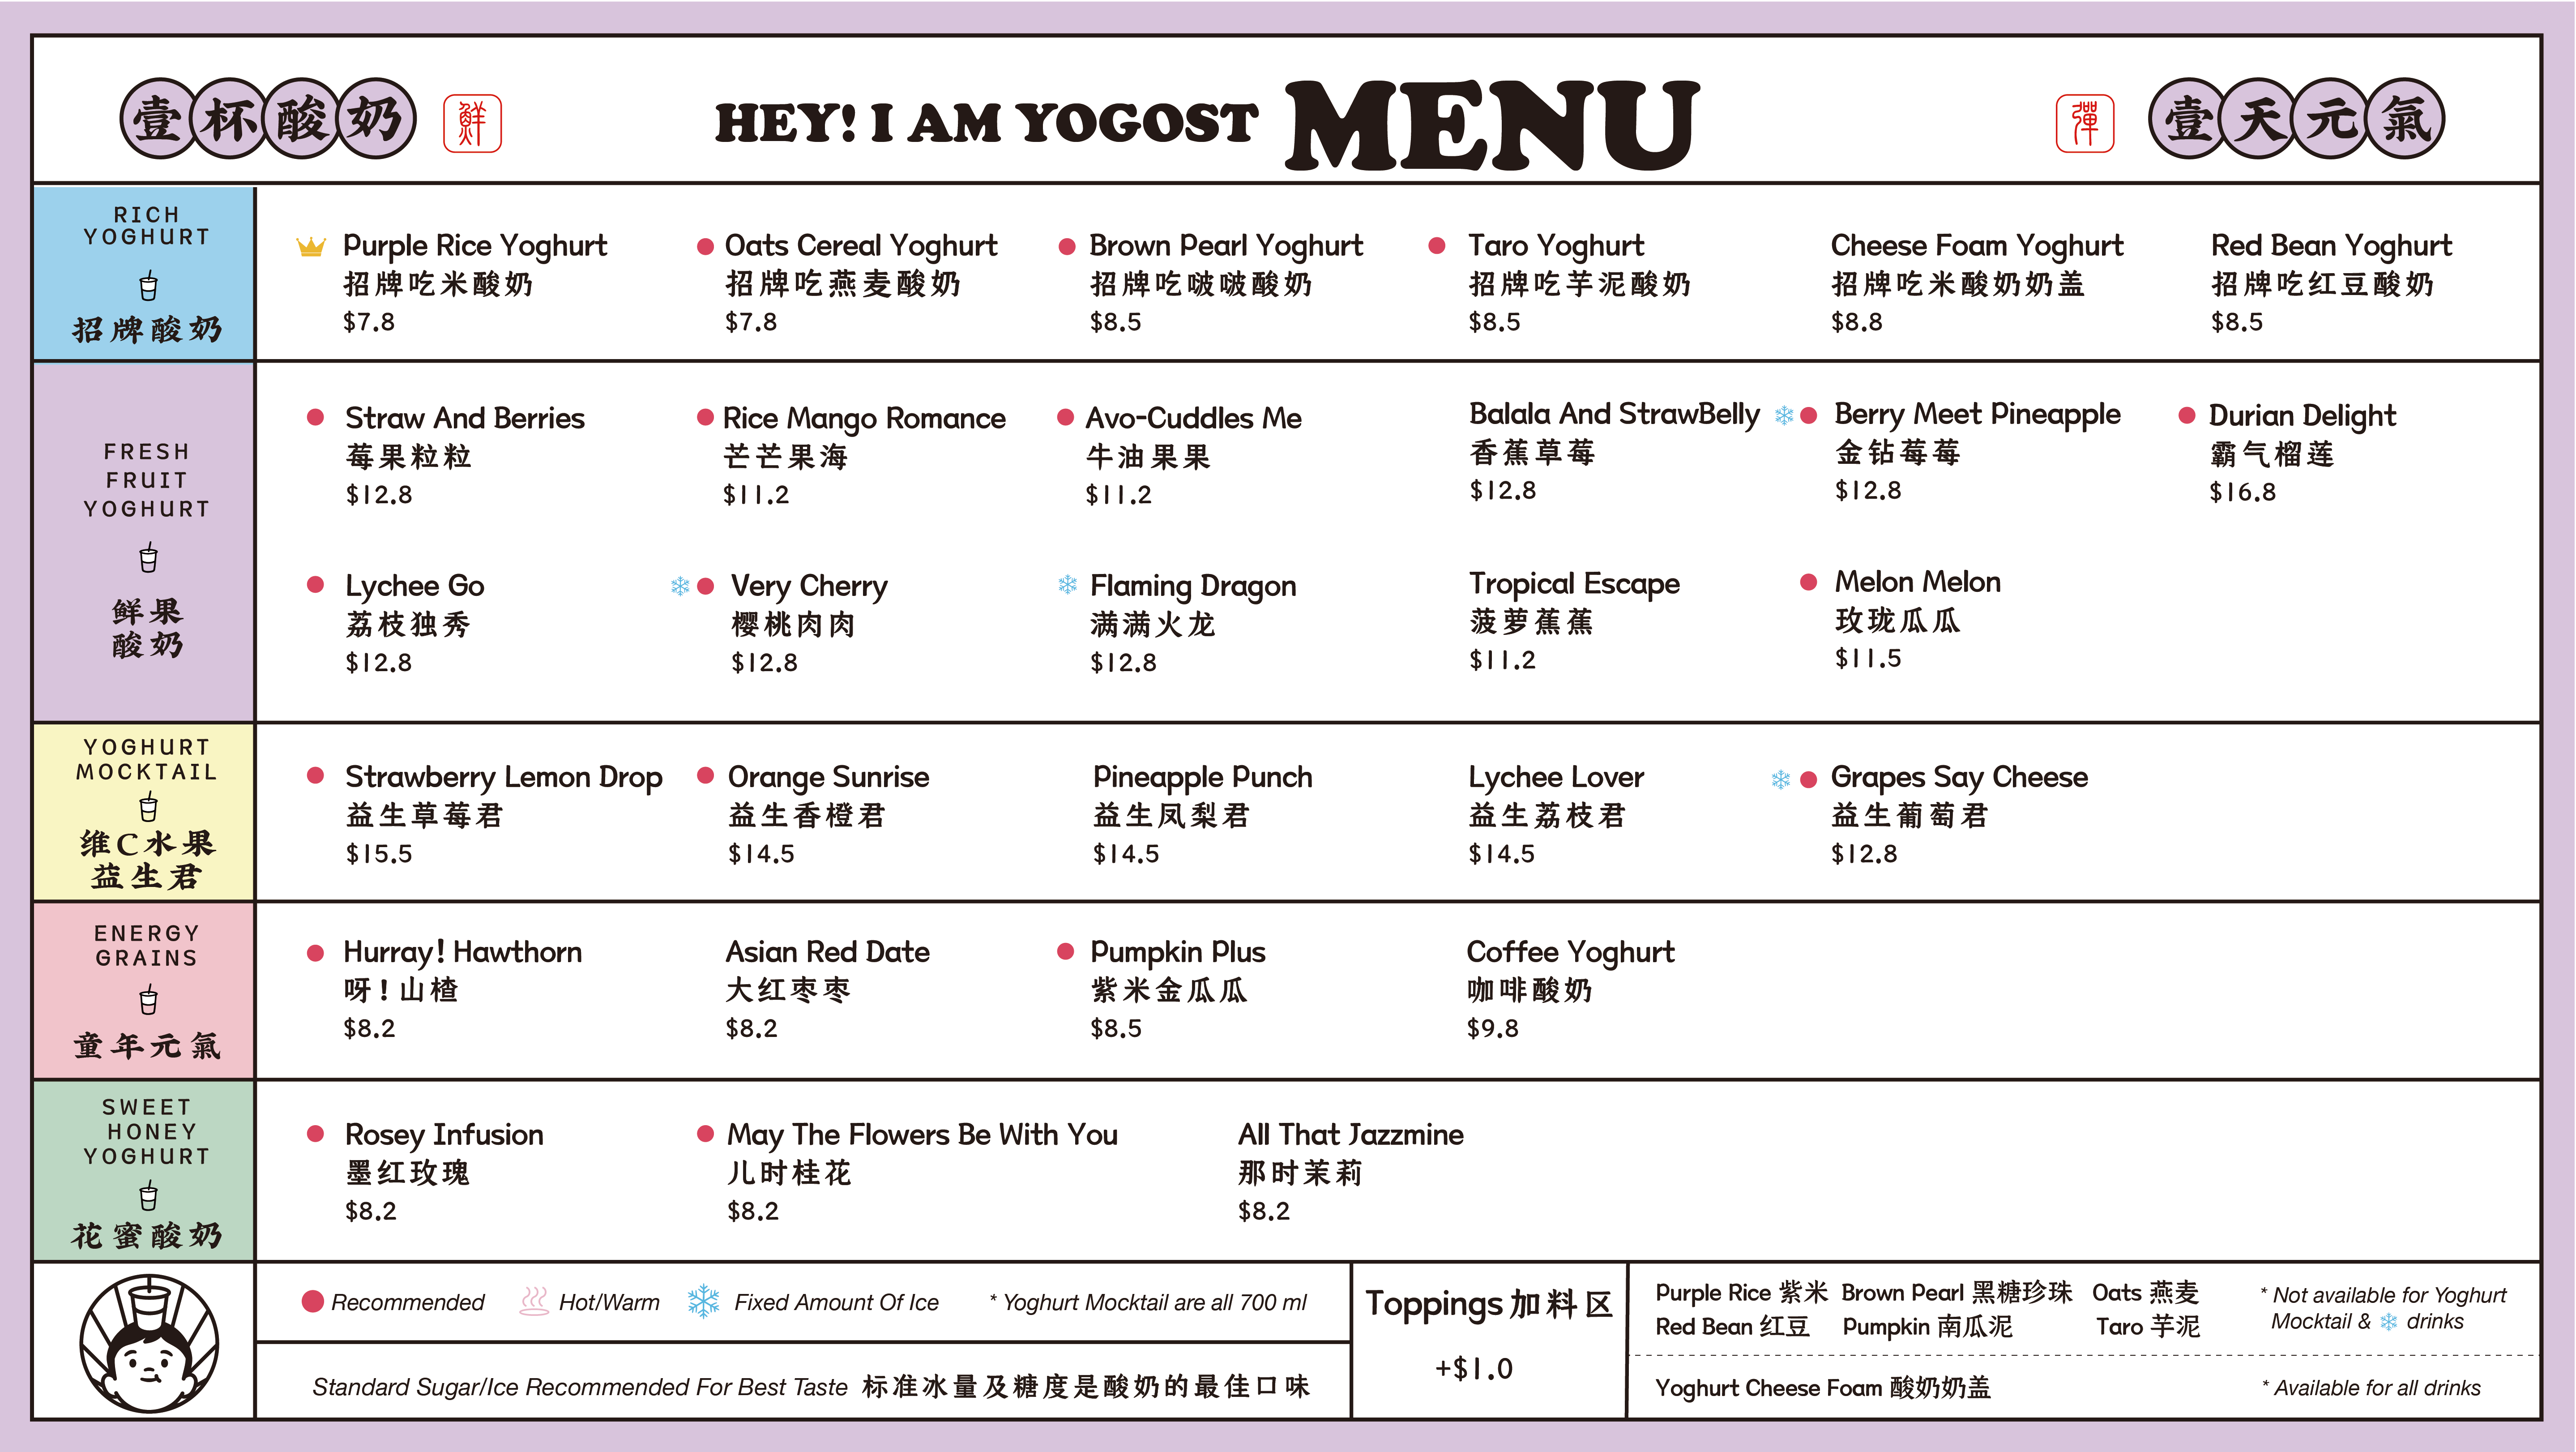 壹杯酸奶
鮮
HEY! I AM YOGOST MENU
彈
壹天元氣
RICH
YOGHURT
招牌酸奶
Purple Rice Yoghurt
招牌吃米酸奶
$7.8
Oats Cereal Yoghurt
招牌吃燕麦酸奶
$7.8
Brown Pearl Yoghurt
招牌吃啵啵酸奶
$8.5
Taro Yoghurt
招牌吃芋泥酸奶
$8.5
Cheese Foam Yoghurt
招牌吃米酸奶奶盖
$8.8
Red Bean Yoghurt
招牌吃红豆酸奶
$8.5
FRESH
FRUIT
YOGHURT
鲜果
酸奶
Straw And Berries
莓果粒粒
$12.8
Rice Mango Romance
芒芒果海
$11.2
Avo-Cuddles Me
牛油果果
$11.2
Balala And StrawBelly
香蕉草莓
$12.8
Berry Meet Pineapple
金钻莓莓
$12.8
Durian Delight
霸气榴莲
$16.8
Lychee Go
荔枝独秀
$12.8
Very Cherry
樱桃肉肉
$12.8
Flaming Dragon
满满火龙
$12.8
Tropical Escape
菠萝蕉蕉
$11.2
Melon Melon
玫珑瓜瓜
$11.5
YOGHURT
MOCKTAIL
维C水果
益生君
Strawberry Lemon Drop
益生草莓君
$15.5
Orange Sunrise
益生香橙君
$14.5
Pineapple Punch
益生凤梨君
$14.5
Lychee Lover
益生荔枝君
$14.5
Grapes Say Cheese
益生葡萄君
$12.8
ENERGY
GRAINS
童年元氣
Hurray! Hawthorn
呀!山楂
$8.2
Asian Red Date
大红枣枣
$8.2
Pumpkin Plus
紫米金瓜瓜
$8.5
Coffee Yoghurt
咖啡酸奶
$9.8
SWEET
HONEY
YOGHURT
花蜜酸奶
Rosey Infusion
墨红玫瑰
$8.2
May The Flowers Be With You
儿时桂花
$8.2
All That Jazzmine
那时茉莉
$8.2
Recommended
Hot/Warm
Fixed Amount Of Ice
* Yoghurt Mocktail are all 700 ml
Standard Sugar/Ice Recommended For Best Taste 标准冰量及糖度是酸奶的最佳口味
Toppings 加料区
+$1.0
Purple Rice 紫米 Brown Pearl 黑糖珍珠 Oats 燕麦
Red Bean 红豆 Pumpkin 南瓜泥 Taro 芋泥
* Not available for Yoghurt
Mocktail & drinks
Yoghurt Cheese Foam 酸奶奶盖
* Available for all drinks